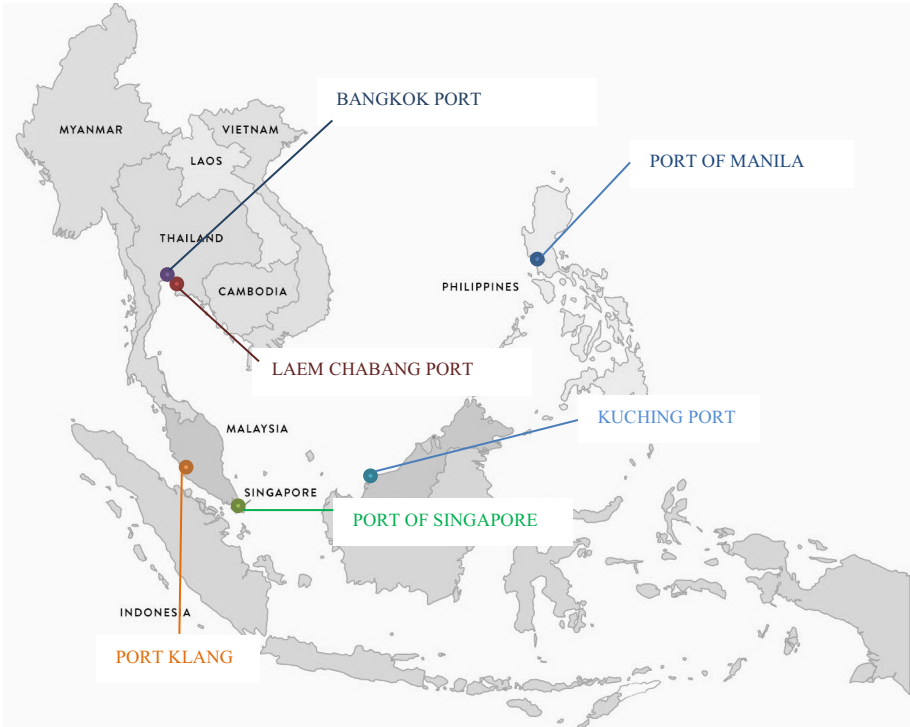 BANGKOK PORT
MYANMAR
VIETNAM
LAOS
PORT OF MANILA
THAILAND
CAMBODIA
PHILIPPINES
LAEM CHABANG PORT
KUCHING PORT
MALAYSIA
SINGAPORE
PORT OF SINGAPORE
INDONESIA
PORT KLANG